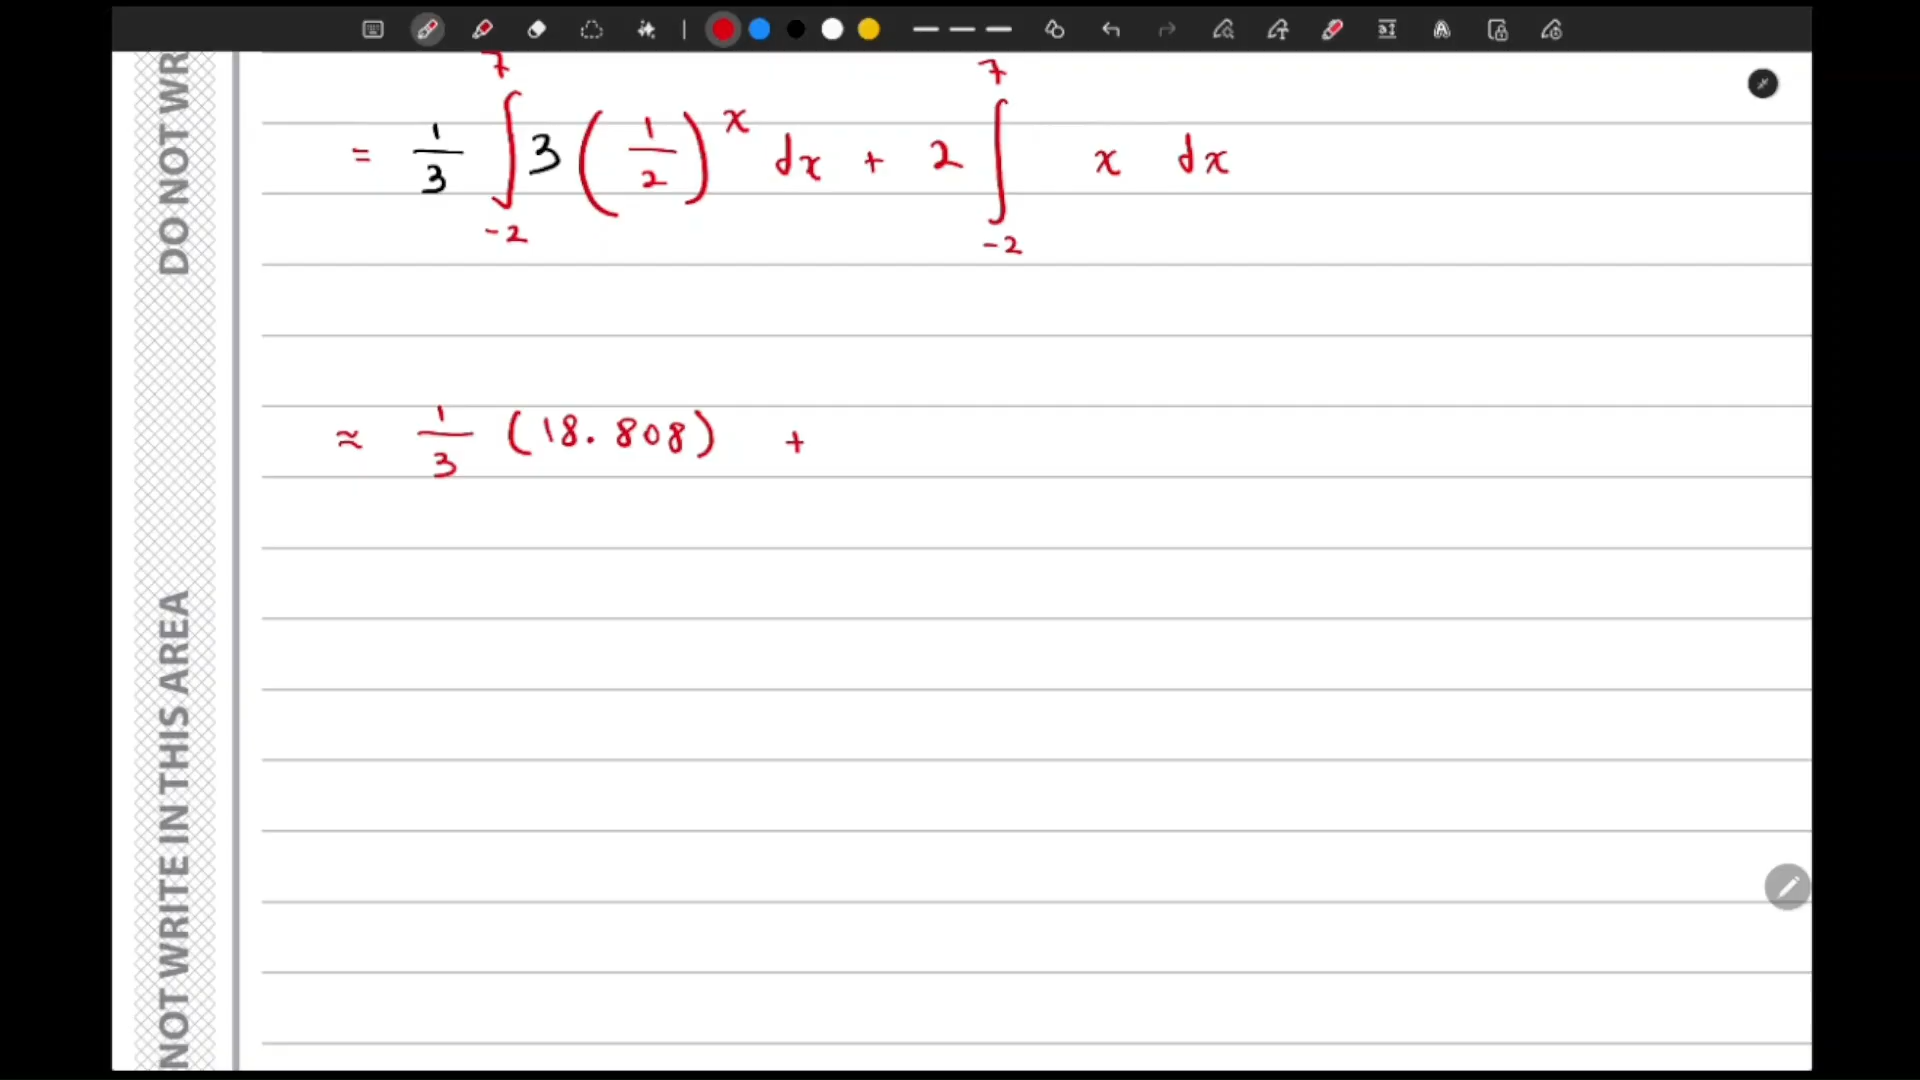 DO NOT WR
NOT WRITE IN THIS AREA
= 1/3 ∫_{-2}^{7} 3 (1/2)^x dx + 2 ∫_{-2}^{7} x dx
≈ 1/3 (18.808) +